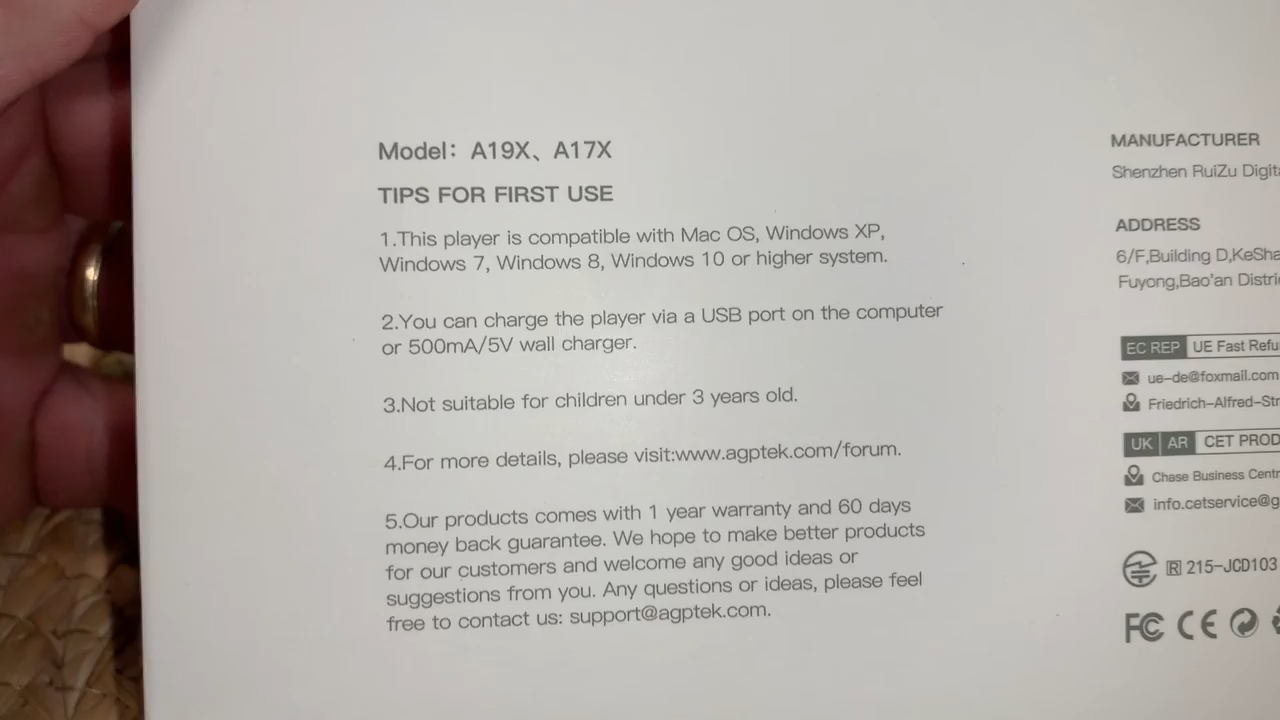 Model：A19X、A17X
TIPS FOR FIRST USE
1.This player is compatible with Mac OS, Windows XP,
Windows 7, Windows 8, Windows 10 or higher system.
2.You can charge the player via a USB port on the computer
or 500mA/5V wall charger.
3.Not suitable for children under 3 years old.
4.For more details, please visit:www.agptek.com/forum.
5.Our products comes with 1 year warranty and 60 days
money back guarantee. We hope to make better products
for our customers and welcome any good ideas or
suggestions from you. Any questions or ideas, please feel
free to contact us: support@agptek.com.
MANUFACTURER
Shenzhen RuiZu
ADDRESS
6/F,Building
Fuyong,Bao'an
EC REP UE Fast
ue-de@foxmail.com
Friedrich-Alfred-
UK AR CET
Chase Business
info.cetservice@
R 215-JCD103
FC CE